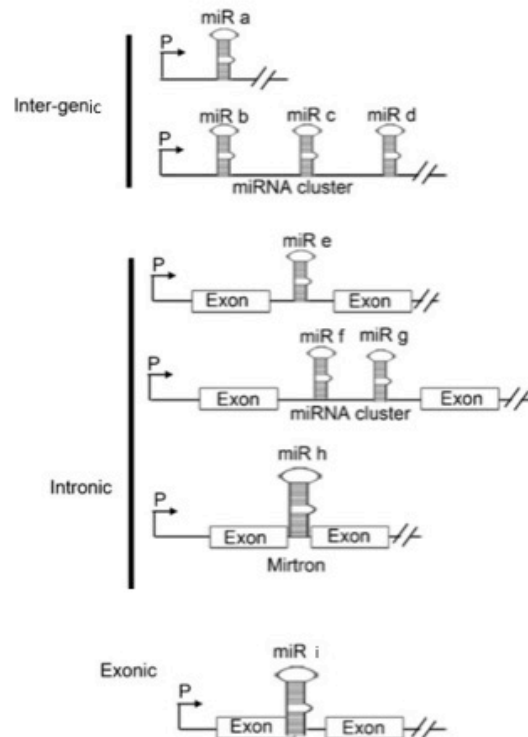 miR a
P
Inter-genic
miR b miR c miR d
P
miRNA cluster
miR e
P
Exon Exon
miR f miR g
P
Exon Exon
miRNA cluster
miR h
Intronic
P
Exon Exon
Mirtron
miR i
Exonic
P
Exon Exon